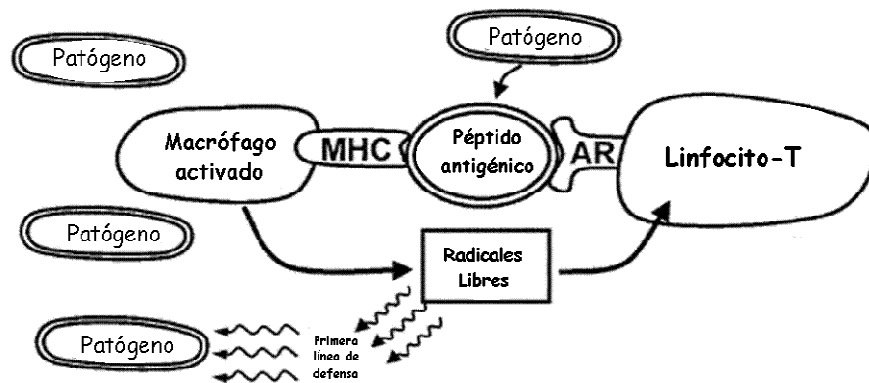 Patógeno
Patógeno
Macrófago
activado
MHC
Péptido
antigénico
AR
Linfocito-T
Patógeno
Radicales
Libres
Patógeno
Primera
línea de
defensa